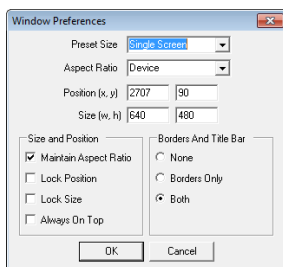 Window Preferences
Preset Size Single Screen
Aspect Ratio Device
Position (x, y) 2707 90
Size (w, h) 640 480
Size and Position
Maintain Aspect Ratio
Lock Position
Lock Size
Always On Top
Borders And Title Bar
None
Borders Only
Both
OK Cancel